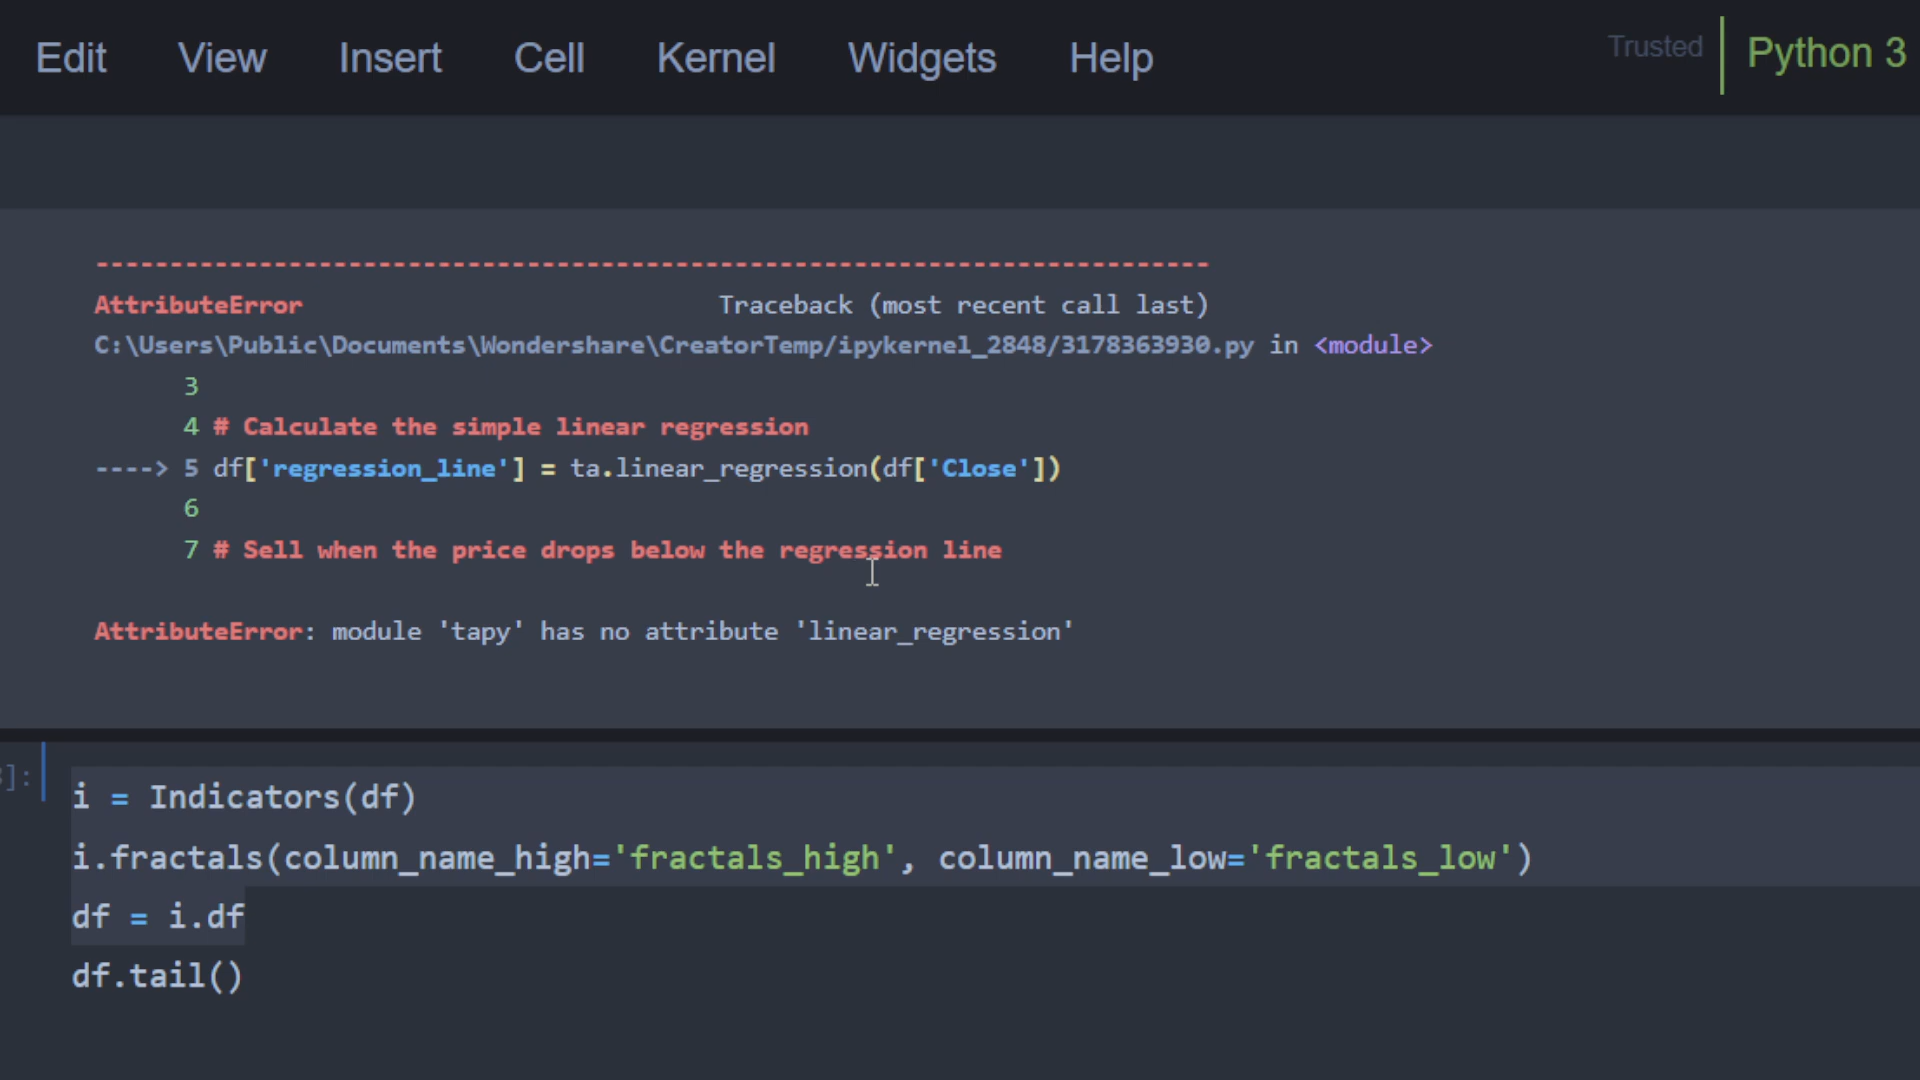 Edit View Insert Cell Kernel Widgets Help Trusted Python 3
---------------------------------------------------------------------------
AttributeError Traceback (most recent call last)
C:\Users\Public\Documents\Wondershare\CreatorTemp/ipykernel_2848/3178363930.py in <module>
3
4 # Calculate the simple linear regression
----> 5 df['regression_line'] = ta.linear_regression(df['Close'])
6
7 # Sell when the price drops below the regression line
AttributeError: module 'tapy' has no attribute 'linear_regression'
]:
i = Indicators(df)
i.fractals(column_name_high='fractals_high', column_name_low='fractals_low')
df = i.df
df.tail()